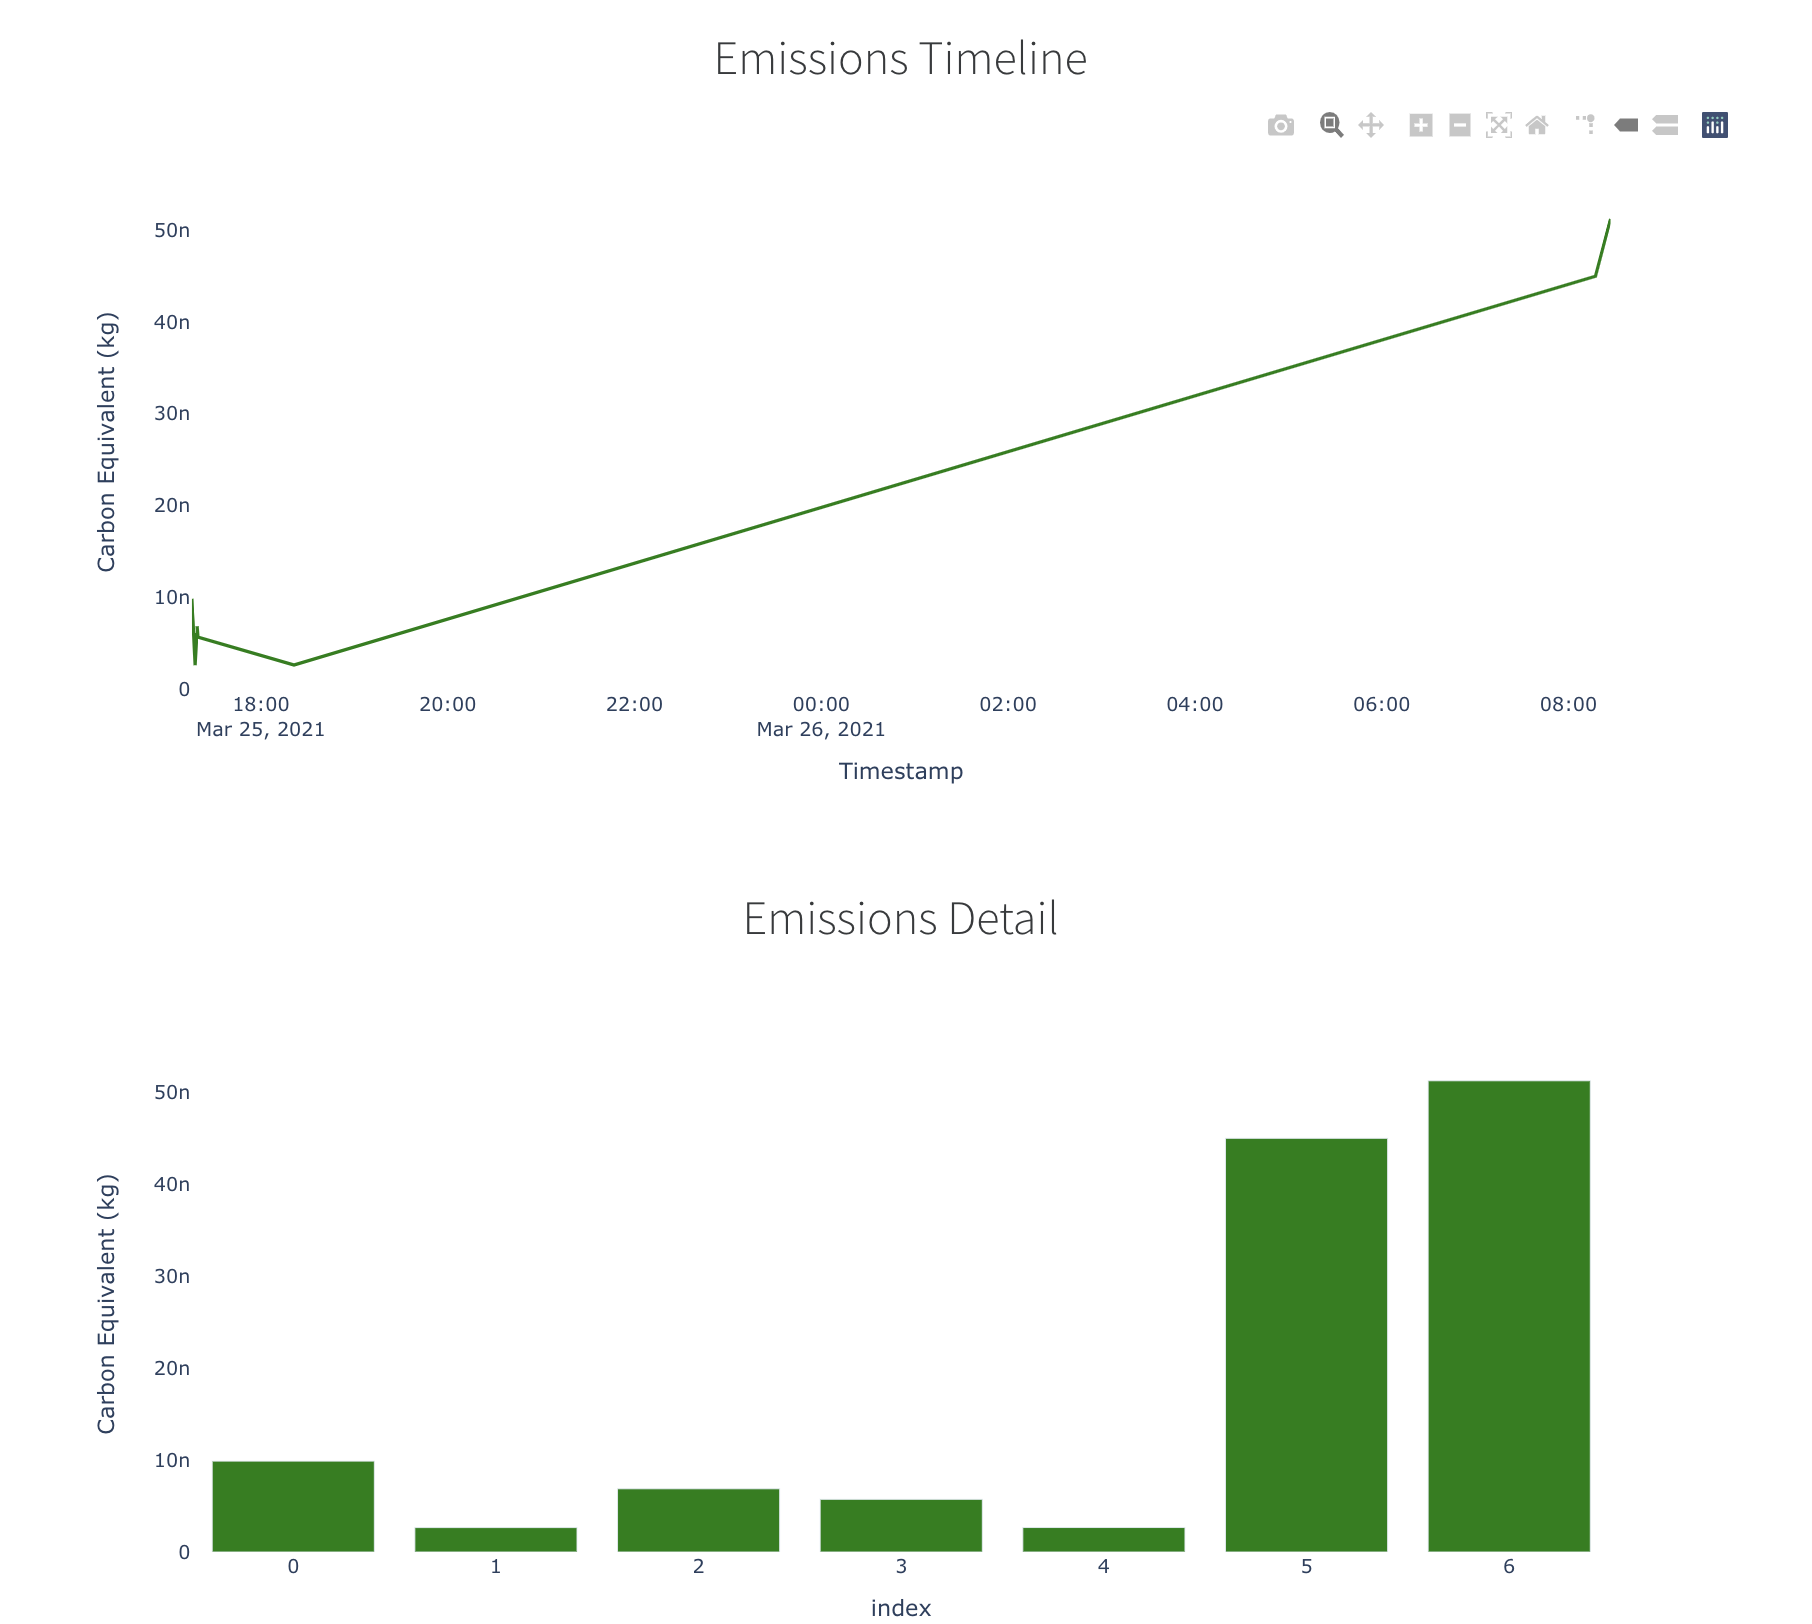 Emissions Timeline
50n
40n
30n
20n
10n
0
Carbon Equivalent (kg)
18:00 20:00 22:00 00:00 02:00 04:00 06:00 08:00
Mar 25, 2021 Mar 26, 2021
Timestamp
Emissions Detail
50n
40n
30n
20n
10n
0
Carbon Equivalent (kg)
0 1 2 3 4 5 6
index